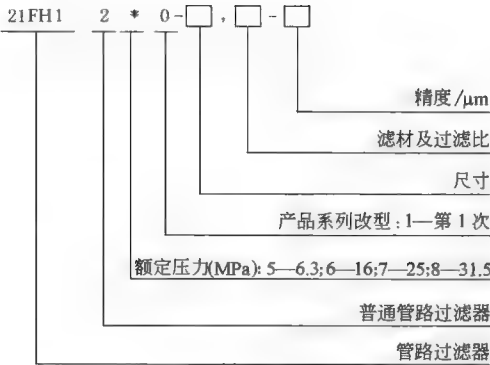 21FH1 2 * 0-□,□-□
精度/μm
滤材及过滤比
尺寸
产品系列改型:1—第1次
额定压力(MPa):5—6.3;6—16;7—25;8—31.5
普通管路过滤器
管路过滤器